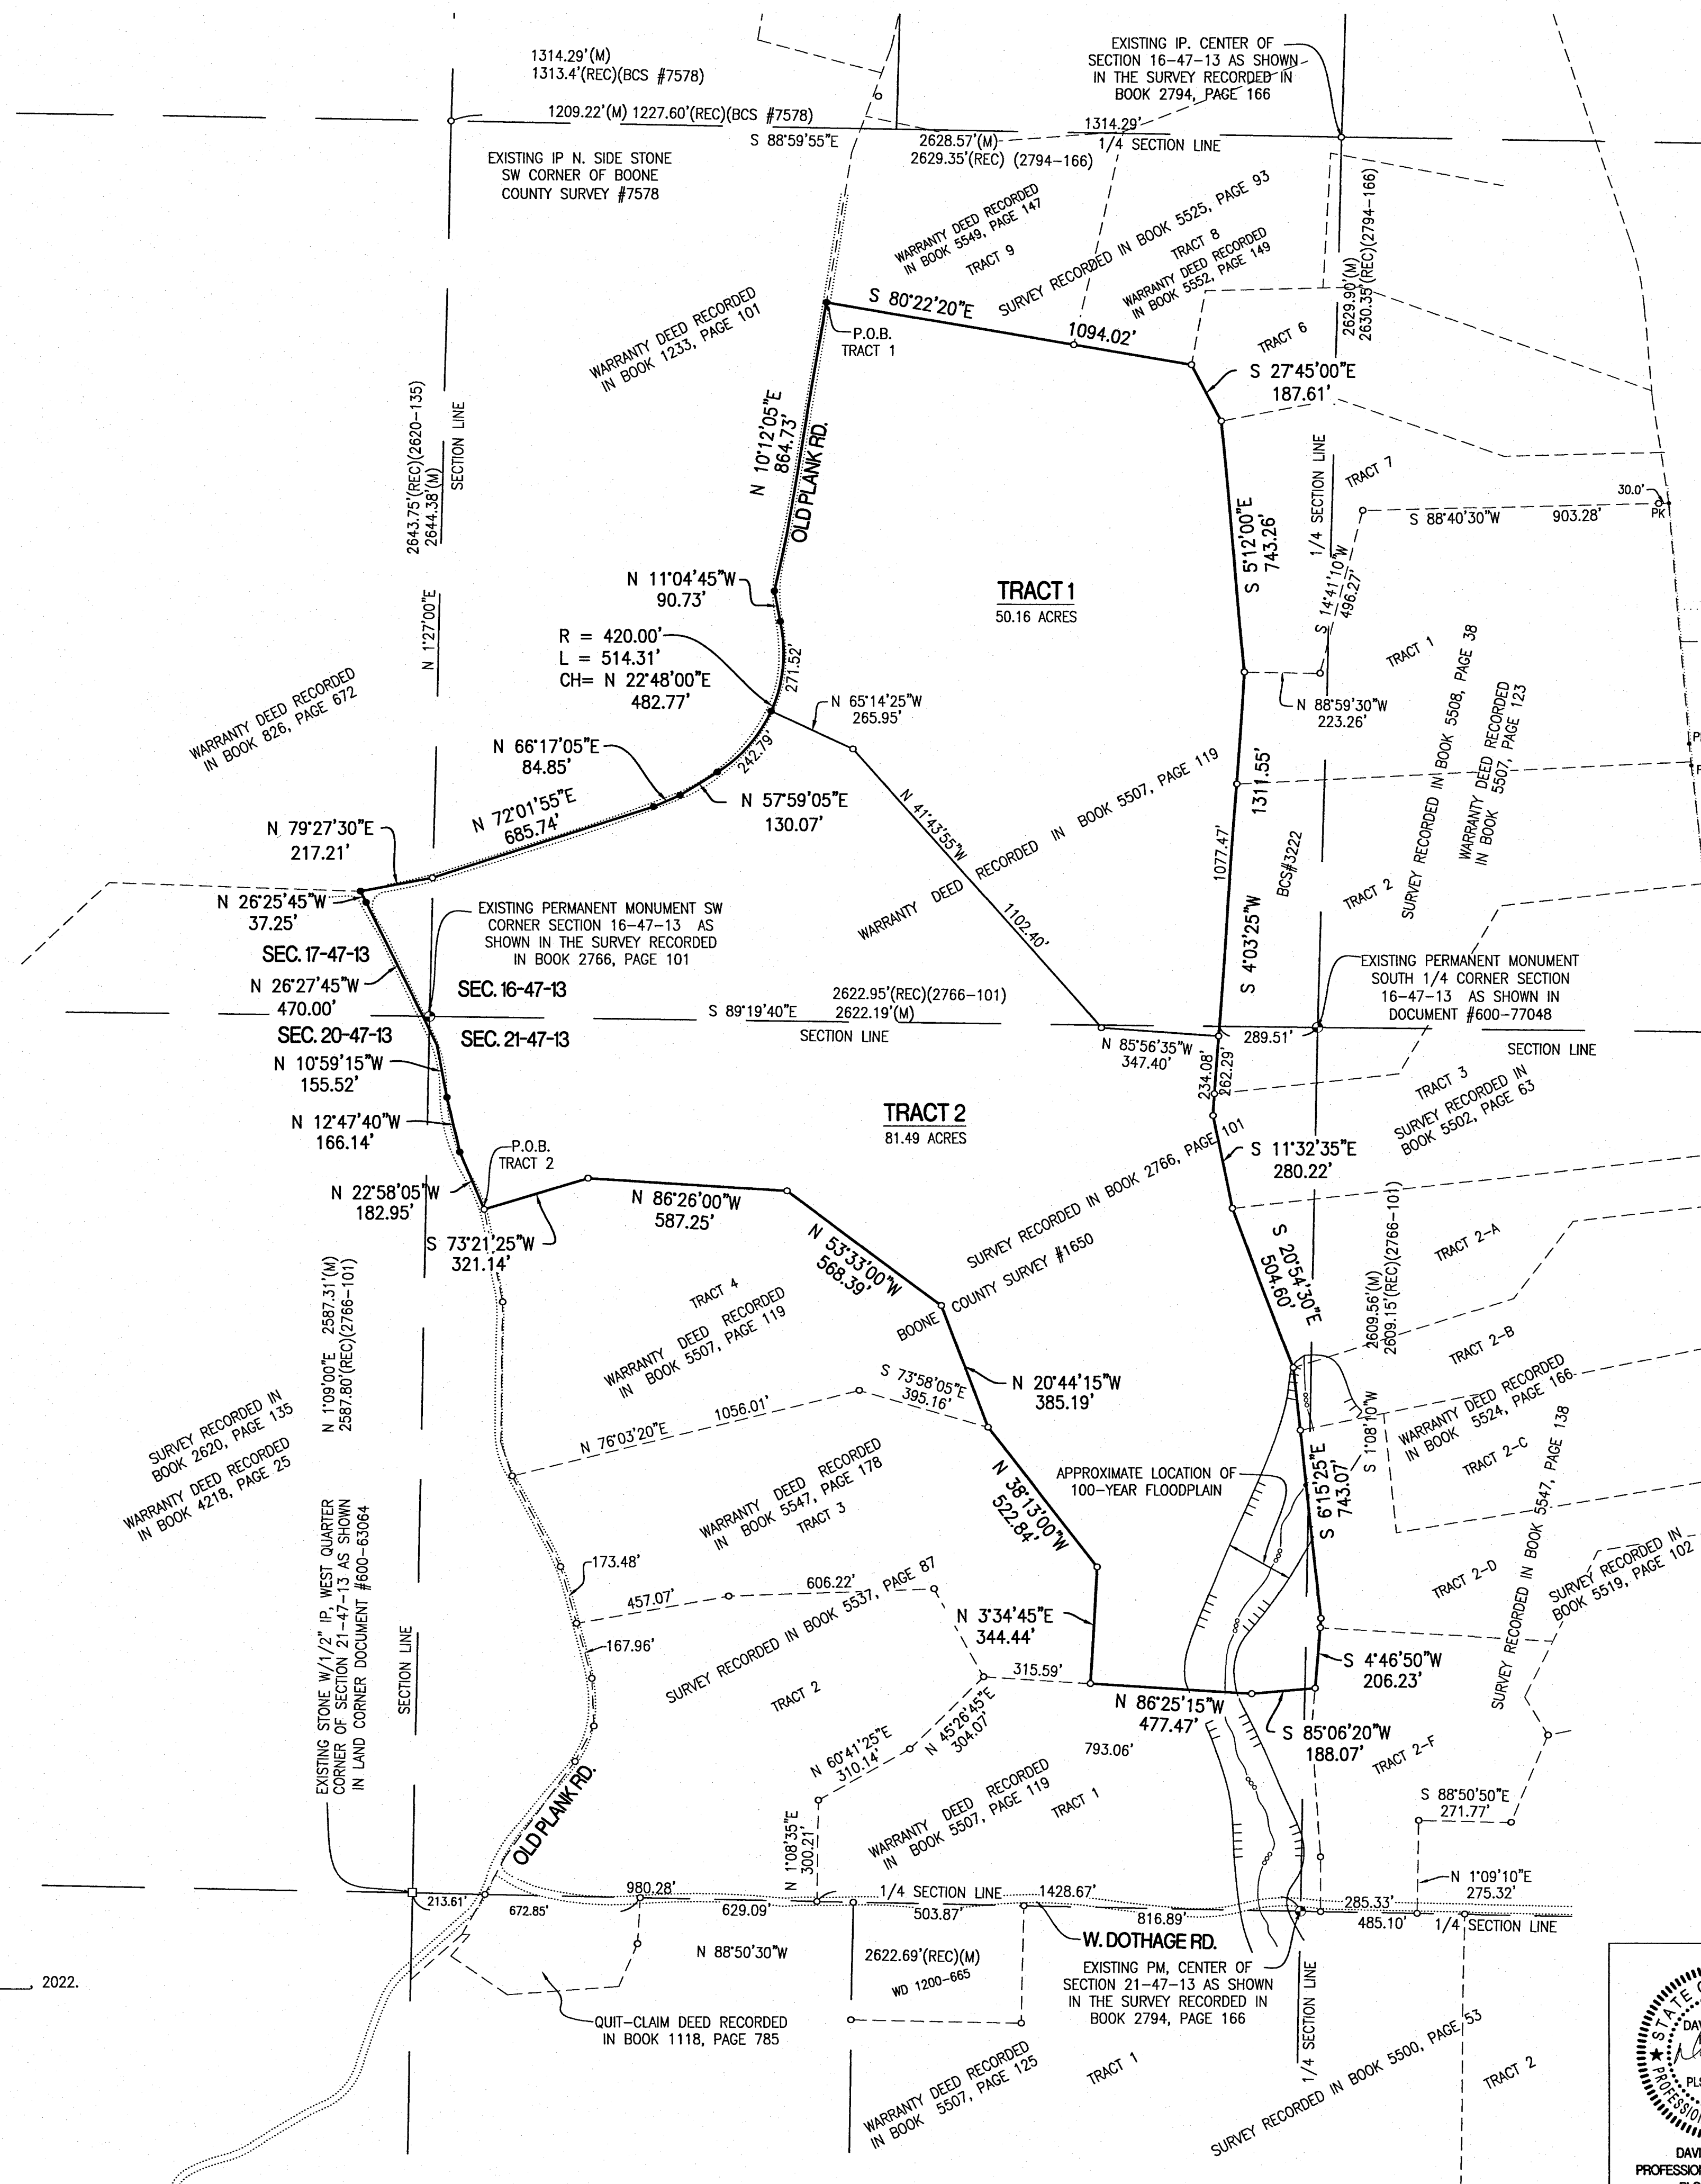 1314.29'(M)
1313.4'(REC)(BCS #7578)
1209.22'(M) 1227.60'(REC)(BCS #7578)
S 88°59'55"E
2628.57'(M)
2629.35'(REC) (2794-166)
1314.29'
1/4 SECTION LINE
EXISTING IP. CENTER OF
SECTION 16-47-13 AS SHOWN
IN THE SURVEY RECORDED IN
BOOK 2794, PAGE 166
EXISTING IP N. SIDE STONE
SW CORNER OF BOONE
COUNTY SURVEY #7578
WARRANTY DEED RECORDED
IN BOOK 5549, PAGE 147
TRACT 9
SURVEY RECORDED IN BOOK 5525, PAGE 93
TRACT 8
WARRANTY DEED RECORDED
IN BOOK 5552, PAGE 149
2629.90'(M)
2630.35'(REC)(2794-166)
WARRANTY DEED RECORDED
IN BOOK 1233, PAGE 101
S 80°22'20"E
1094.02'
P.O.B.
TRACT 1
TRACT 6
S 27°45'00"E
187.61'
2643.75'(REC)(2620-135)
2644.38'(M)
SECTION LINE
N 10°12'05"E
864.73'
OLD PLANK RD.
1/4 SECTION LINE
TRACT 7
30.0'
PK
S 88°40'30"W
903.28'
S 5°12'00"E
743.26'
S 14°41'10"W
496.27'
N 11°04'45"W
90.73'
TRACT 1
50.16 ACRES
N 1°27'00"E
R = 420.00'
L = 514.31'
CH= N 22°48'00"E
482.77'
271.52'
TRACT 1
N 88°59'30"W
223.26'
N 65°14'25"W
265.95'
WARRANTY DEED RECORDED
IN BOOK 826, PAGE 672
N 66°17'05"E
84.85'
242.79'
N 57°59'05"E
130.07'
N 72°01'55"E
685.74'
N 79°27'30"E
217.21'
N 41°43'55"W
1102.40'
WARRANTY DEED RECORDED IN BOOK 5507, PAGE 119
1311.55'
1077.47'
S 4°03'25"W
BCS#3222
TRACT 2
SURVEY RECORDED IN BOOK 5508, PAGE 38
WARRANTY DEED RECORDED
IN BOOK 5507, PAGE 123
N 26°25'45"W
37.25'
SEC. 17-47-13
N 26°27'45"W
470.00'
SEC. 20-47-13
EXISTING PERMANENT MONUMENT SW
CORNER SECTION 16-47-13 AS
SHOWN IN THE SURVEY RECORDED
IN BOOK 2766, PAGE 101
SEC. 16-47-13
SEC. 21-47-13
S 89°19'40"E
2622.95'(REC)(2766-101)
2622.19'(M)
SECTION LINE
EXISTING PERMANENT MONUMENT
SOUTH 1/4 CORNER SECTION
16-47-13 AS SHOWN IN
DOCUMENT #600-77048
SECTION LINE
N 85°56'35"W
347.40'
289.51'
234.08'
262.29'
N 10°59'15"W
155.52'
N 12°47'40"W
166.14'
TRACT 2
81.49 ACRES
P.O.B.
TRACT 2
N 22°58'05"W
182.95'
S 73°21'25"W
321.14'
N 86°26'00"W
587.25'
N 53°33'00"W
568.39'
TRACT 3
SURVEY RECORDED IN
BOOK 5502, PAGE 63
S 11°32'35"E
280.22'
SURVEY RECORDED IN BOOK 2766, PAGE 101
BOONE COUNTY SURVEY #1650
S 20°54'30"E
504.60'
2609.56'(M)
2609.15'(REC)(2766-101)
TRACT 2-A
TRACT 2-B
N 1°09'00"E 2587.31'(M)
2587.80'(REC)(2766-101)
TRACT 4
WARRANTY DEED RECORDED
IN BOOK 5507, PAGE 119
S 73°58'05"E
395.16'
N 20°44'15"W
385.19'
N 76°03'20"E
1056.01'
SURVEY RECORDED IN
BOOK 2620, PAGE 135
WARRANTY DEED RECORDED
IN BOOK 4218, PAGE 25
WARRANTY DEED RECORDED
IN BOOK 5547, PAGE 178
TRACT 3
N 38°13'00"W
522.84'
APPROXIMATE LOCATION OF
100-YEAR FLOODPLAIN
S 6°15'25"E
743.07'
S 1°08'10"W
WARRANTY DEED RECORDED
IN BOOK 5524, PAGE 166
TRACT 2-C
TRACT 2-D
SURVEY RECORDED IN BOOK 5547, PAGE 138
SURVEY RECORDED IN
BOOK 5519, PAGE 102
EXISTING STONE W/1/2" IP, WEST QUARTER
CORNER OF SECTION 21-47-13 AS SHOWN
IN LAND CORNER DOCUMENT #600-63064
SECTION LINE
173.48'
457.07'
606.22'
167.96'
SURVEY RECORDED IN BOOK 5537, PAGE 87
TRACT 2
N 3°34'45"E
344.44'
315.59'
S 4°46'50"W
206.23'
N 86°25'15"W
477.47'
S 85°06'20"W
188.07'
793.06'
TRACT 2-F
N 60°41'25"E
310.14'
N 45°26'45"E
304.07'
WARRANTY DEED RECORDED
IN BOOK 5507, PAGE 119
TRACT 1
N 1°08'35"E
300.21'
S 88°50'50"E
271.77'
N 1°09'10"E
275.32'
OLD PLANK RD.
213.61'
672.85'
980.28'
629.09'
1/4 SECTION LINE
503.87'
1428.67'
816.89'
285.33'
485.10'
1/4 SECTION LINE
N 88°50'30"W
2622.69'(REC)(M)
WD 1200-665
W. DOTHAGE RD.
EXISTING PM, CENTER OF
SECTION 21-47-13 AS SHOWN
IN THE SURVEY RECORDED IN
BOOK 2794, PAGE 166
1/4 SECTION LINE
, 2022.
QUIT-CLAIM DEED RECORDED
IN BOOK 1118, PAGE 785
WARRANTY DEED RECORDED
IN BOOK 5507, PAGE 125
TRACT 1
SURVEY RECORDED IN BOOK 5500, PAGE 53
TRACT 2
STATE